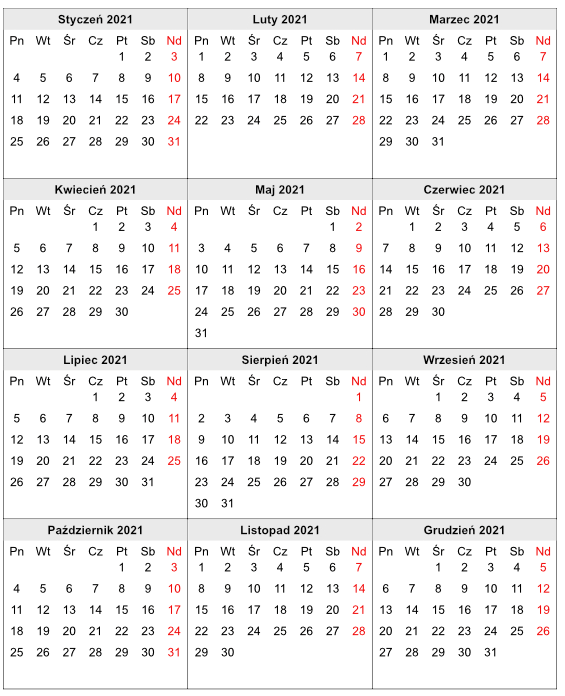 Styczeń 2021 Luty 2021 Marzec 2021
Pn Wt Śr Cz Pt Sb Nd Pn Wt Śr Cz Pt Sb Nd Pn Wt Śr Cz Pt Sb Nd
1 2 3 1 2 3 4 5 6 7 1 2 3 4 5 6 7
4 5 6 7 8 9 10 8 9 10 11 12 13 14 8 9 10 11 12 13 14
11 12 13 14 15 16 17 15 16 17 18 19 20 21 15 16 17 18 19 20 21
18 19 20 21 22 23 24 22 23 24 25 26 27 28 22 23 24 25 26 27 28
25 26 27 28 29 30 31 29 30 31
Kwiecień 2021 Maj 2021 Czerwiec 2021
Pn Wt Śr Cz Pt Sb Nd Pn Wt Śr Cz Pt Sb Nd Pn Wt Śr Cz Pt Sb Nd
1 2 3 4 1 2 1 2 3 4 5 6
5 6 7 8 9 10 11 3 4 5 6 7 8 9 7 8 9 10 11 12 13
12 13 14 15 16 17 18 10 11 12 13 14 15 16 14 15 16 17 18 19 20
19 20 21 22 23 24 25 17 18 19 20 21 22 23 21 22 23 24 25 26 27
26 27 28 29 30 24 25 26 27 28 29 30 28 29 30
31
Lipiec 2021 Sierpień 2021 Wrzesień 2021
Pn Wt Śr Cz Pt Sb Nd Pn Wt Śr Cz Pt Sb Nd Pn Wt Śr Cz Pt Sb Nd
1 2 3 4 1 1 2 3 4 5
5 6 7 8 9 10 11 2 3 4 5 6 7 8 6 7 8 9 10 11 12
12 13 14 15 16 17 18 9 10 11 12 13 14 15 13 14 15 16 17 18 19
19 20 21 22 23 24 25 16 17 18 19 20 21 22 20 21 22 23 24 25 26
26 27 28 29 30 31 23 24 25 26 27 28 29 27 28 29 30
30 31
Październik 2021 Listopad 2021 Grudzień 2021
Pn Wt Śr Cz Pt Sb Nd Pn Wt Śr Cz Pt Sb Nd Pn Wt Śr Cz Pt Sb Nd
1 2 3 1 2 3 4 5 6 7 1 2 3 4 5
4 5 6 7 8 9 10 8 9 10 11 12 13 14 6 7 8 9 10 11 12
11 12 13 14 15 16 17 15 16 17 18 19 20 21 13 14 15 16 17 18 19
18 19 20 21 22 23 24 22 23 24 25 26 27 28 20 21 22 23 24 25 26
25 26 27 28 29 30 31 29 30 27 28 29 30 31